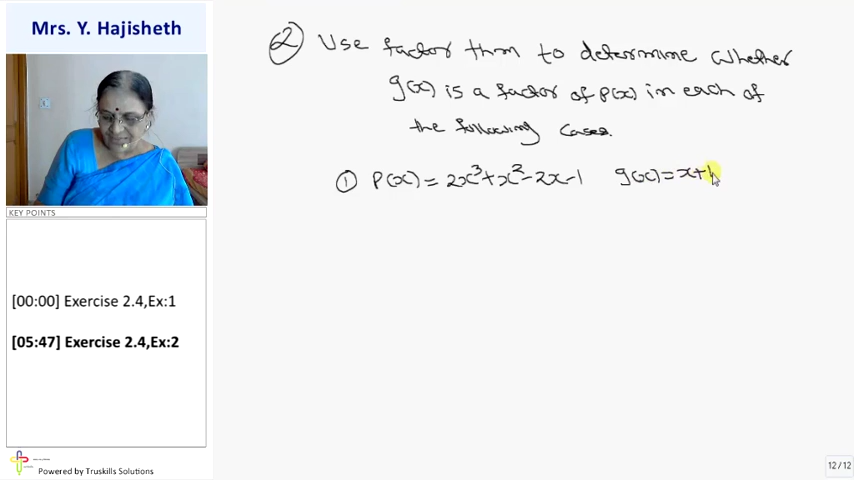 Mrs. Y. Hajisheth
KEY POINTS
[00:00] Exercise 2.4,Ex:1
[05:47] Exercise 2.4,Ex:2
Powered by Truskills Solutions
② Use factor thm to determine whether
g(x) is a factor of p(x) in each of
the following cases.
① P(x) = 2x³+x²-2x-1 g(x) = x+1
12/12